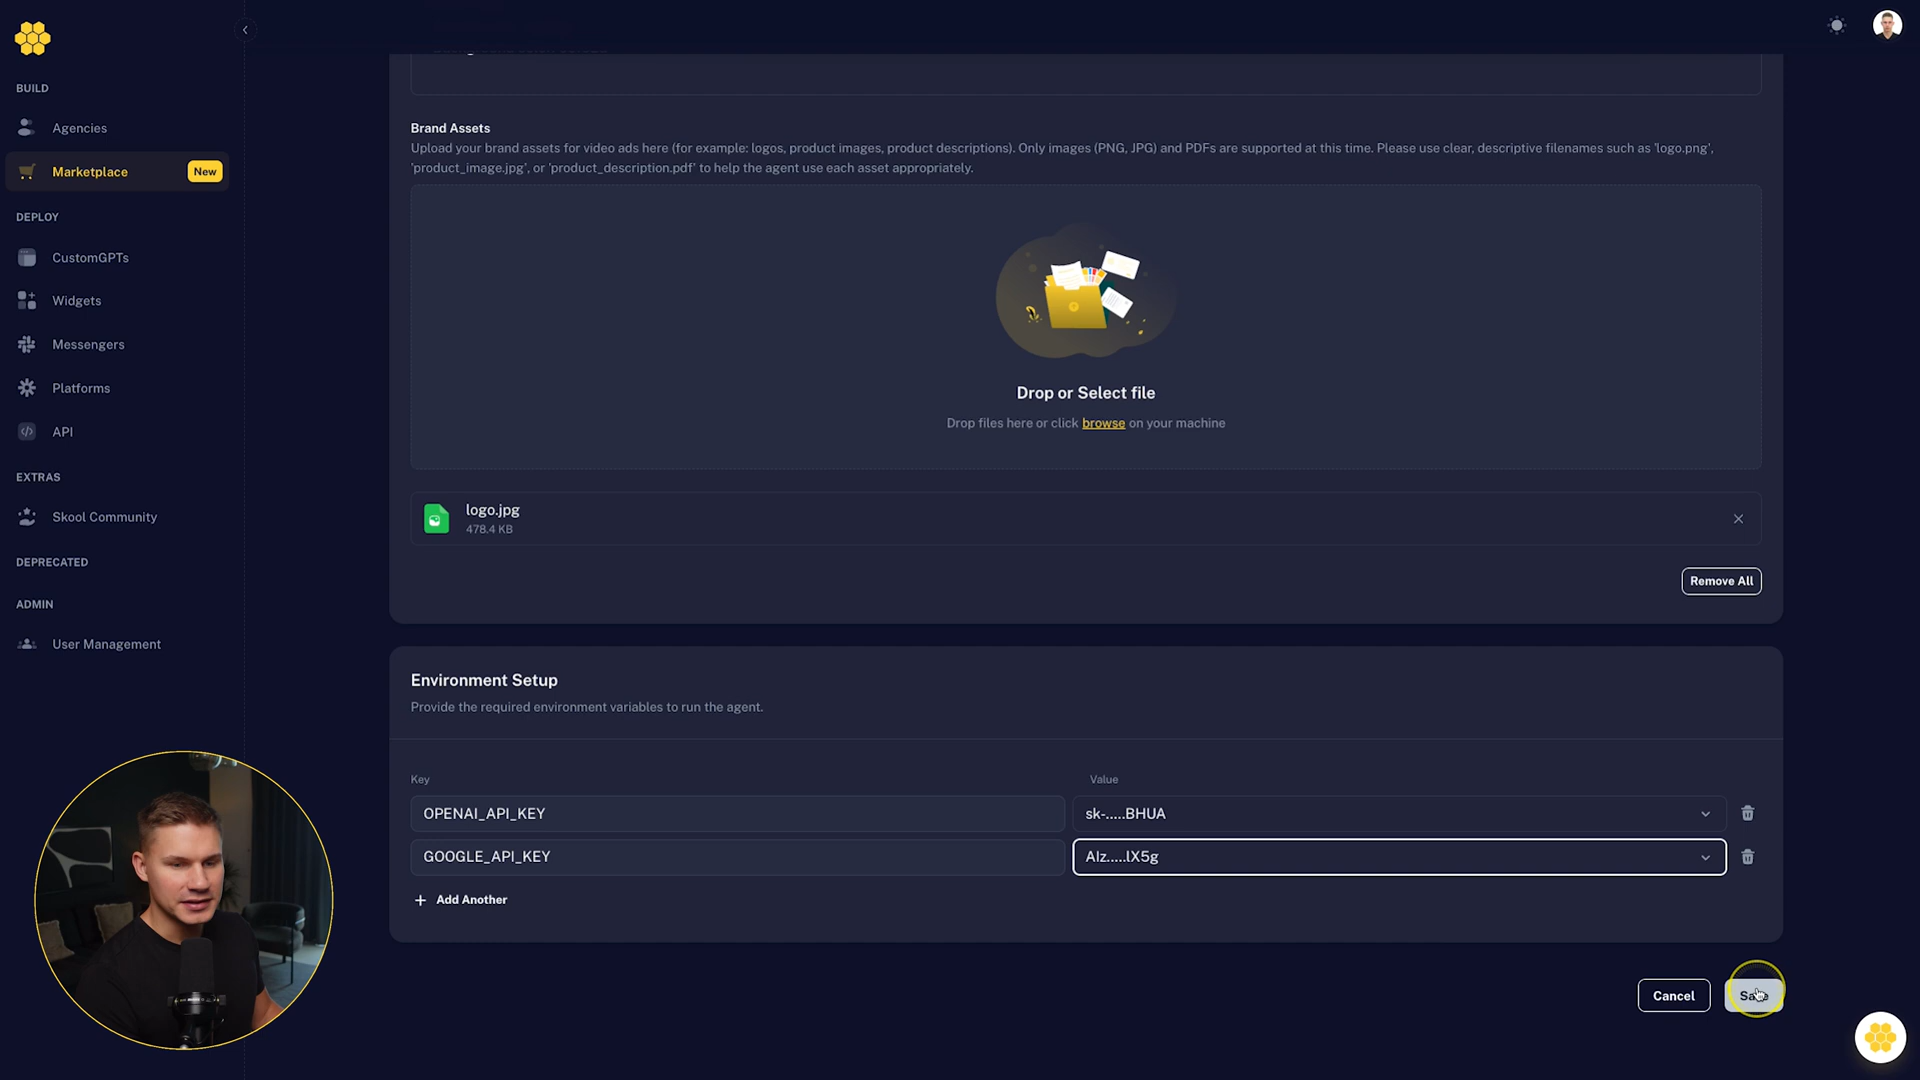 BUILD
Agencies
Marketplace
New
DEPLOY
CustomGPTs
Widgets
Messengers
Platforms
API
EXTRAS
Skool Community
DEPRECATED
ADMIN
User Management
Brand Assets
Upload your brand assets for video ads here (for example: logos, product images, product descriptions). Only images (PNG, JPG) and PDFs are supported at this time. Please use clear, descriptive filenames such as 'logo.png',
'product_image.jpg', or 'product_description.pdf' to help the agent use each asset appropriately.
Drop or Select file
Drop files here or click browse on your machine
logo.jpg
478.4 KB
Remove All
Environment Setup
Provide the required environment variables to run the agent.
Key
Value
OPENAI_API_KEY
sk-.....BHUA
GOOGLE_API_KEY
AIz.....lX5g
Add Another
Cancel